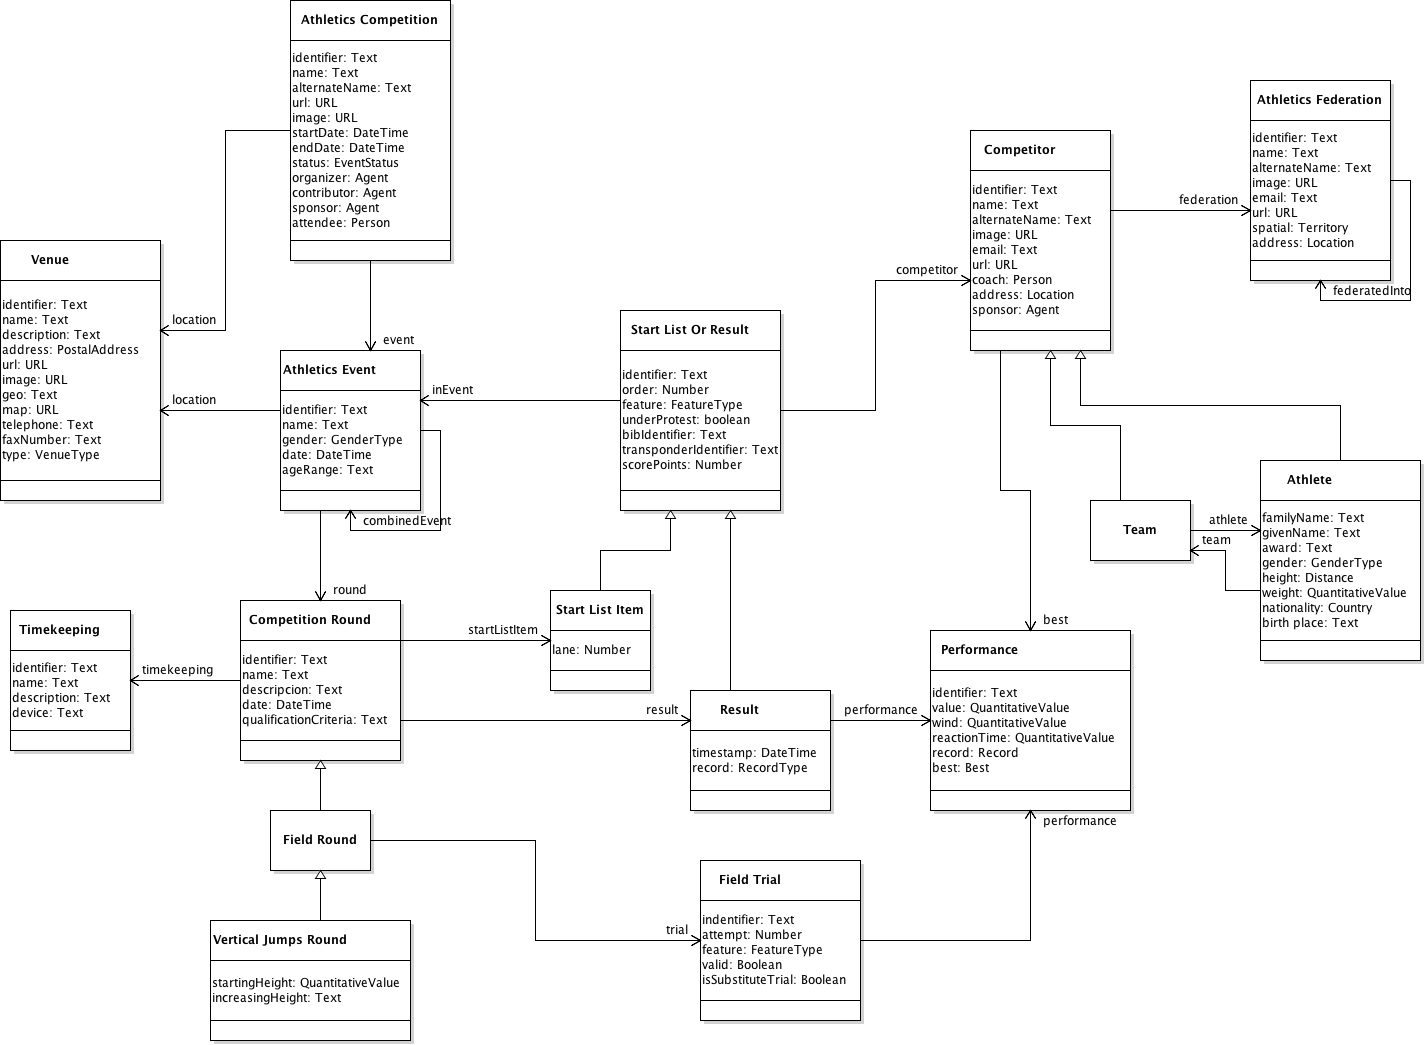 Athletics Competition
identifier: Text
name: Text
alternateName: Text
url: URL
image: URL
startDate: DateTime
endDate: DateTime
status: EventStatus
organizer: Agent
contributor: Agent
sponsor: Agent
attendee: Person
Athletics Federation
identifier: Text
name: Text
alternateName: Text
image: URL
email: Text
url: URL
spatial: Territory
address: Location
federatedInto
Competitor
identifier: Text
name: Text
alternateName: Text
image: URL
email: Text
url: URL
coach: Person
address: Location
sponsor: Agent
federation
competitor
Venue
identifier: Text
name: Text
description: Text
address: PostalAddress
url: URL
image: URL
geo: Text
map: URL
telephone: Text
faxNumber: Text
type: VenueType
location
location
event
Athletics Event
identifier: Text
name: Text
gender: GenderType
date: DateTime
ageRange: Text
combinedEvent
inEvent
Start List Or Result
identifier: Text
order: Number
feature: FeatureType
underProtest: boolean
bibIdentifier: Text
transponderIdentifier: Text
scorePoints: Number
Team
athlete
team
Athlete
familyName: Text
givenName: Text
award: Text
gender: GenderType
height: Distance
weight: QuantitativeValue
nationality: Country
birth place: Text
round
Timekeeping
identifier: Text
name: Text
description: Text
device: Text
timekeeping
Competition Round
identifier: Text
name: Text
descripcion: Text
date: DateTime
qualificationCriteria: Text
startListItem
Start List Item
lane: Number
result
Result
timestamp: DateTime
record: RecordType
performance
best
Performance
identifier: Text
value: QuantitativeValue
wind: QuantitativeValue
reactionTime: QuantitativeValue
record: Record
best: Best
performance
Field Round
trial
Field Trial
indentifier: Text
attempt: Number
feature: FeatureType
valid: Boolean
isSubstituteTrial: Boolean
Vertical Jumps Round
startingHeight: QuantitativeValue
increasingHeight: Text